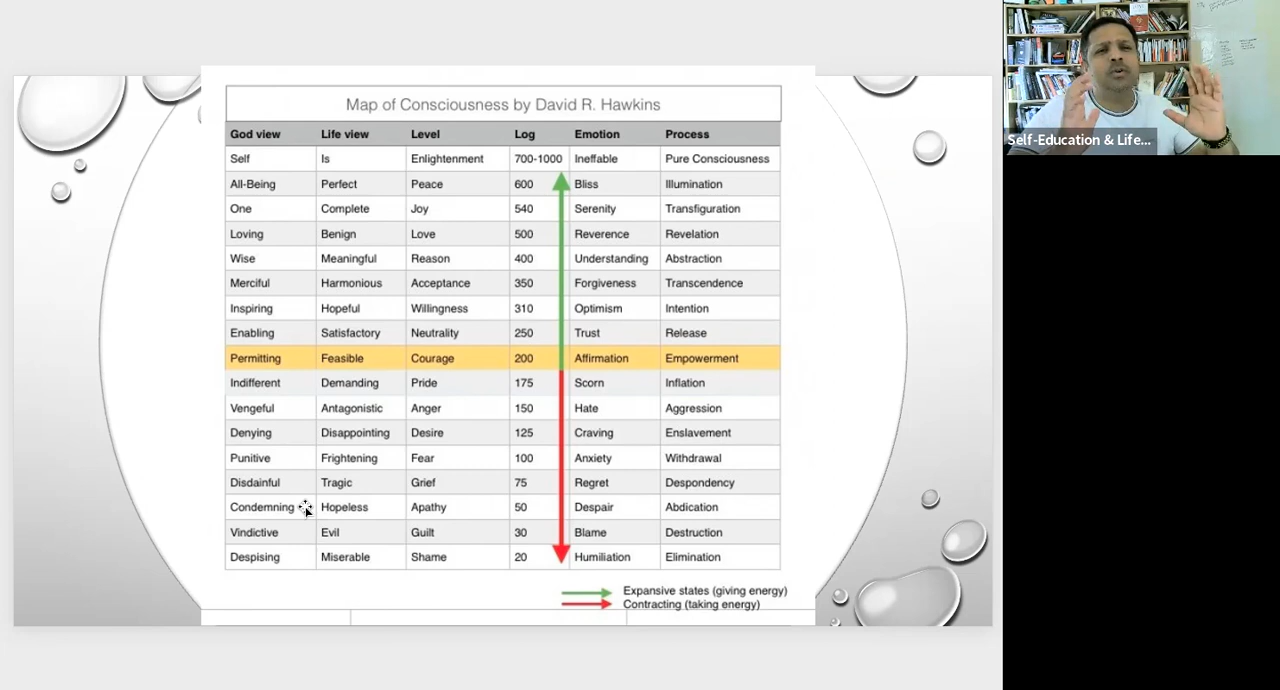 Map of Consciousness by David R. Hawkins
God view Life view Level Log Emotion Process
Self Is Enlightenment 700-1000 Ineffable Pure Consciousness
All-Being Perfect Peace 600 Bliss Illumination
One Complete Joy 540 Serenity Transfiguration
Loving Benign Love 500 Reverence Revelation
Wise Meaningful Reason 400 Understanding Abstraction
Merciful Harmonious Acceptance 350 Forgiveness Transcendence
Inspiring Hopeful Willingness 310 Optimism Intention
Enabling Satisfactory Neutrality 250 Trust Release
Permitting Feasible Courage 200 Affirmation Empowerment
Indifferent Demanding Pride 175 Scorn Inflation
Vengeful Antagonistic Anger 150 Hate Aggression
Denying Disappointing Desire 125 Craving Enslavement
Punitive Frightening Fear 100 Anxiety Withdrawal
Disdainful Tragic Grief 75 Regret Despondency
Condemning Hopeless Apathy 50 Despair Abdication
Vindictive Evil Guilt 30 Blame Destruction
Despising Miserable Shame 20 Humiliation Elimination
Expansive states (giving energy)
Contracting (taking energy)
Self-Education & Life...